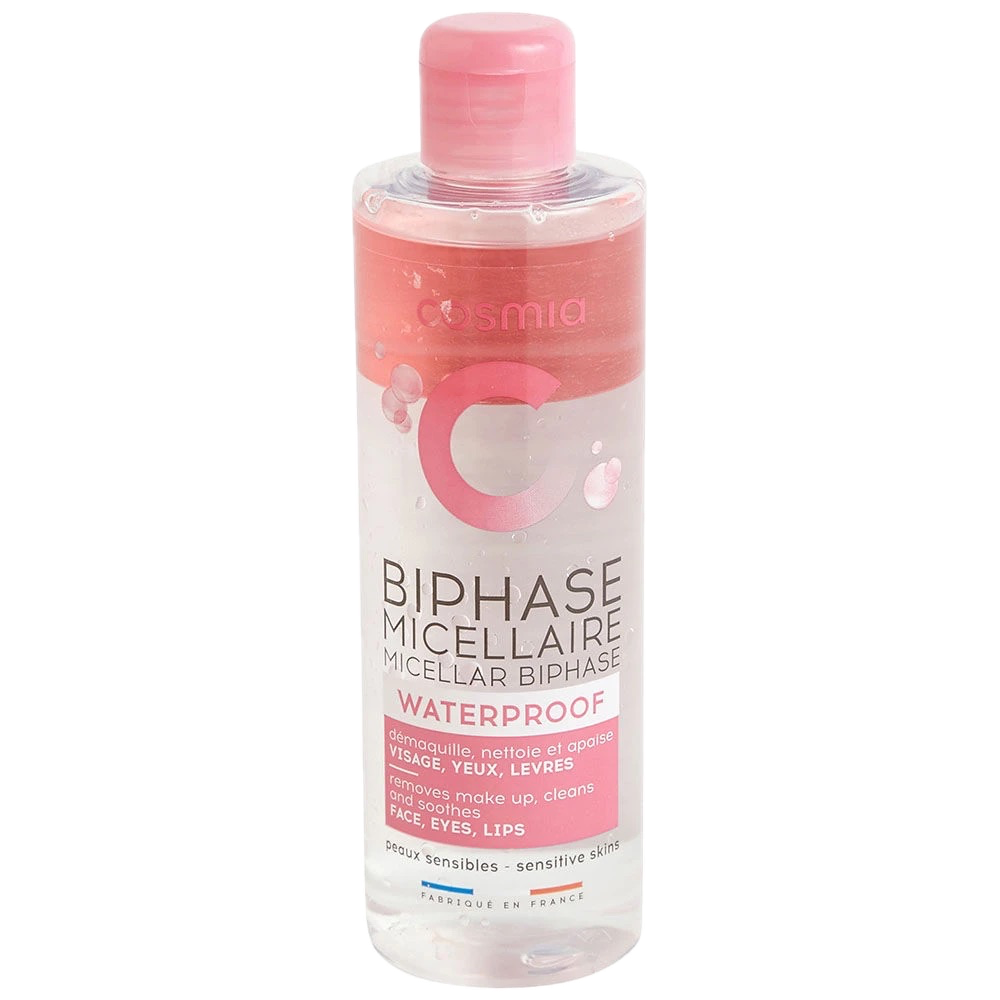 cosmia
C
BIPHASE
MICELLAIRE
MICELLAR BIPHASE
WATERPROOF
démaquille, nettoie et apaise
VISAGE, YEUX, LEVRES
removes make up, cleans
and soothes
FACE, EYES, LIPS
peaux sensibles - sensitive skins
FABRIQUÉ EN FRANCE